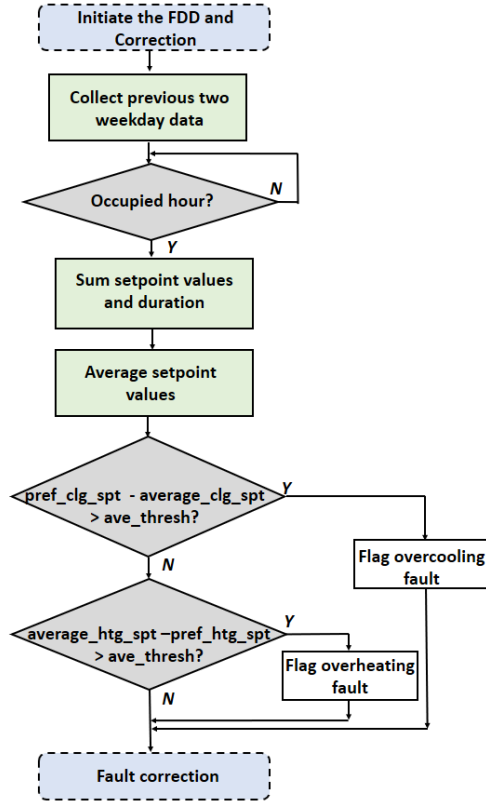 Initiate the FDD and
Correction
Collect previous two
weekday data
Occupied hour?
N
Y
Sum setpoint values
and duration
Average setpoint
values
pref_clg_spt - average_clg_spt
> ave_thresh?
Y
N
Flag overcooling
fault
average_htg_spt –pref_htg_spt
> ave_thresh?
Y
N
Flag overheating
fault
Fault correction